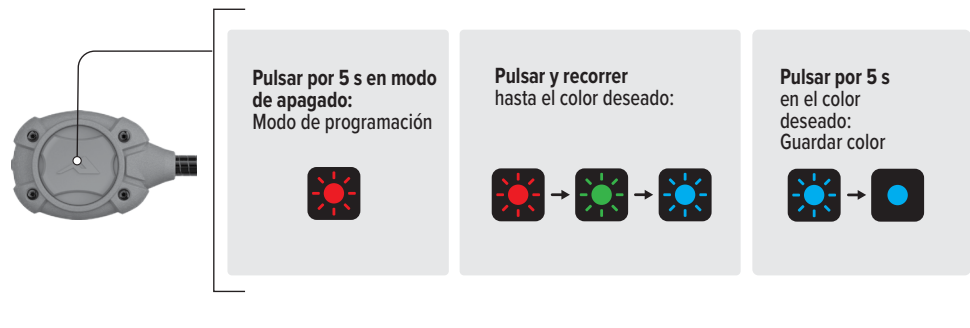 Pulsar por 5 s en modo
de apagado:
Modo de programación
Pulsar y recorrer
hasta el color deseado:
Pulsar por 5 s
en el color
deseado:
Guardar color